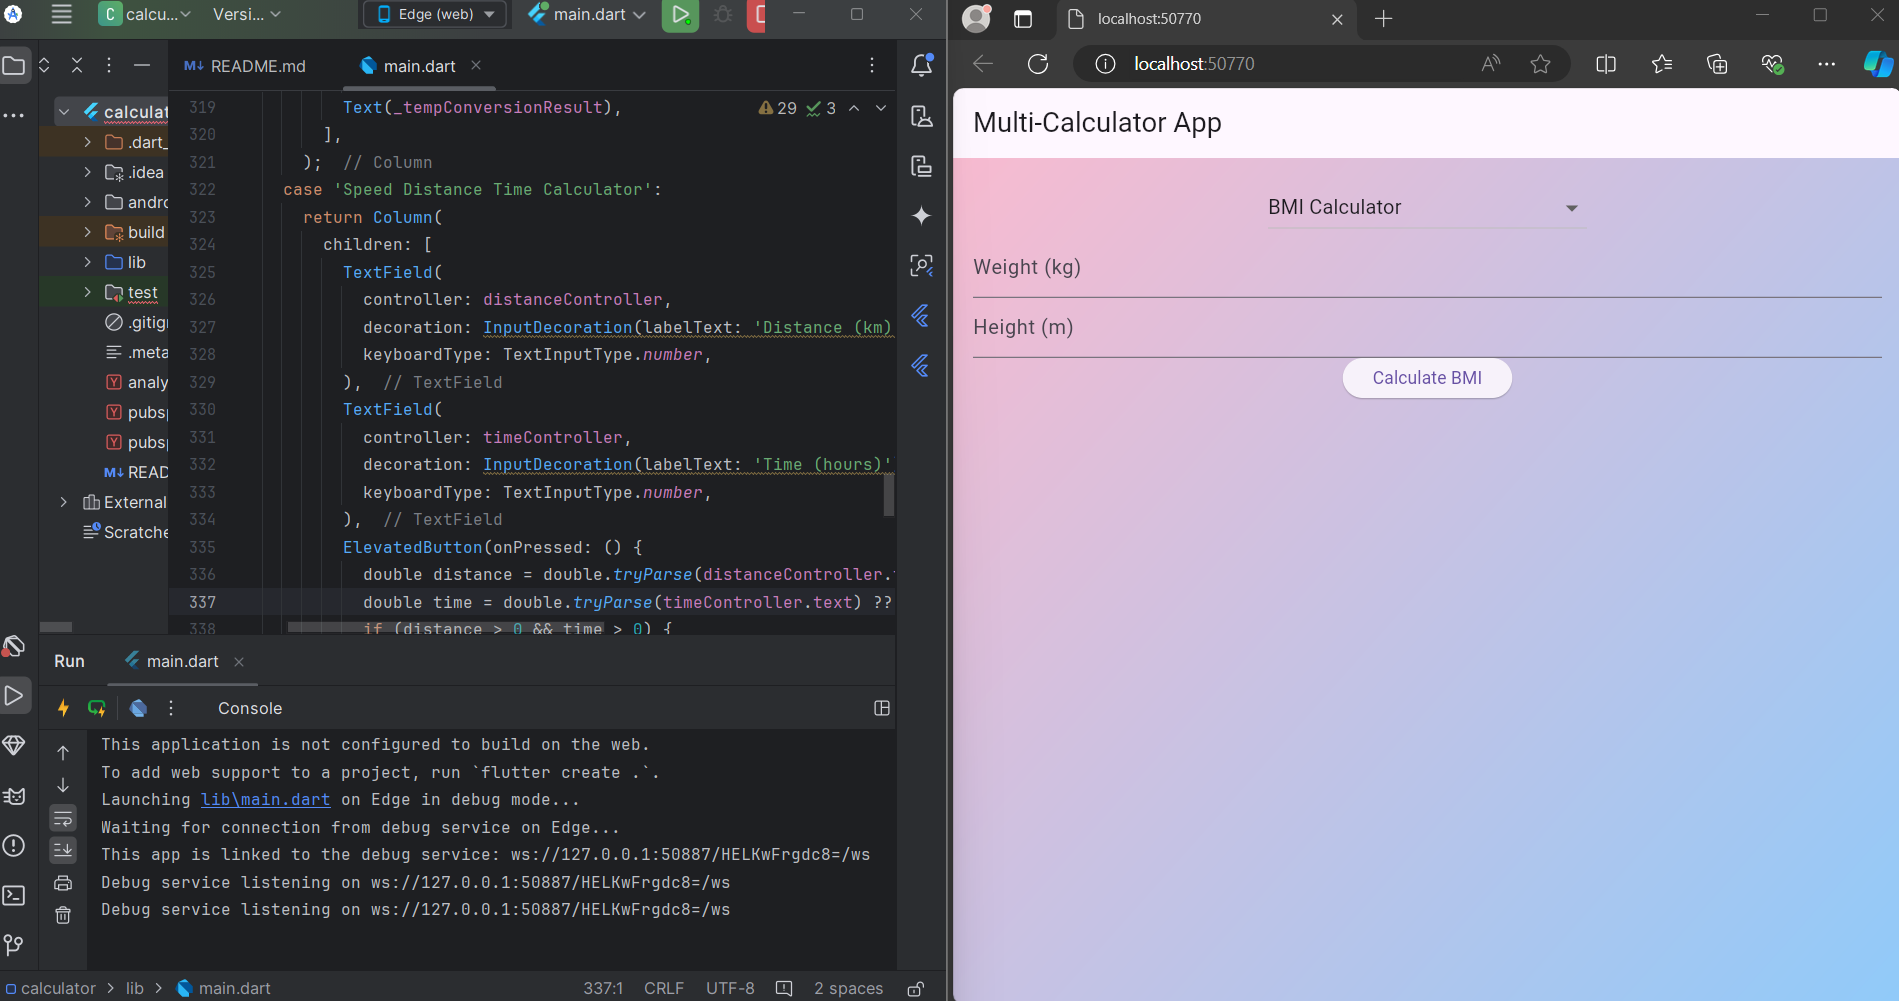 C calcu... Versi... Edge (web) main.dart
README.md main.dart
calculat
.dart_
.idea
andro
build
lib
test
.gitigr
.meta
analy
pubsp
pubsp
READ
External
Scratche
29 3
319 Text(_tempConversionResult),
320 ],
321 ); // Column
322 case 'Speed Distance Time Calculator':
323 return Column(
324 children: [
325 TextField(
326 controller: distanceController,
327 decoration: InputDecoration(labelText: 'Distance (km)
328 keyboardType: TextInputType.number,
329 ), // TextField
330 TextField(
331 controller: timeController,
332 decoration: InputDecoration(labelText: 'Time (hours)'
333 keyboardType: TextInputType.number,
334 ), // TextField
335 ElevatedButton(onPressed: () {
336 double distance = double.tryParse(distanceController.
337 double time = double.tryParse(timeController.text) ??
338 if (distance > 0 && time > 0) {
Run main.dart
Console
This application is not configured to build on the web.
To add web support to a project, run `flutter create .`.
Launching lib\main.dart on Edge in debug mode...
Waiting for connection from debug service on Edge...
This app is linked to the debug service: ws://127.0.0.1:50887/HELKwFrgdc8=/ws
Debug service listening on ws://127.0.0.1:50887/HELKwFrgdc8=/ws
Debug service listening on ws://127.0.0.1:50887/HELKwFrgdc8=/ws
calculator > lib > main.dart 337:1 CRLF UTF-8 2 spaces
localhost:50770
localhost:50770
Multi-Calculator App
BMI Calculator
Weight (kg)
Height (m)
Calculate BMI